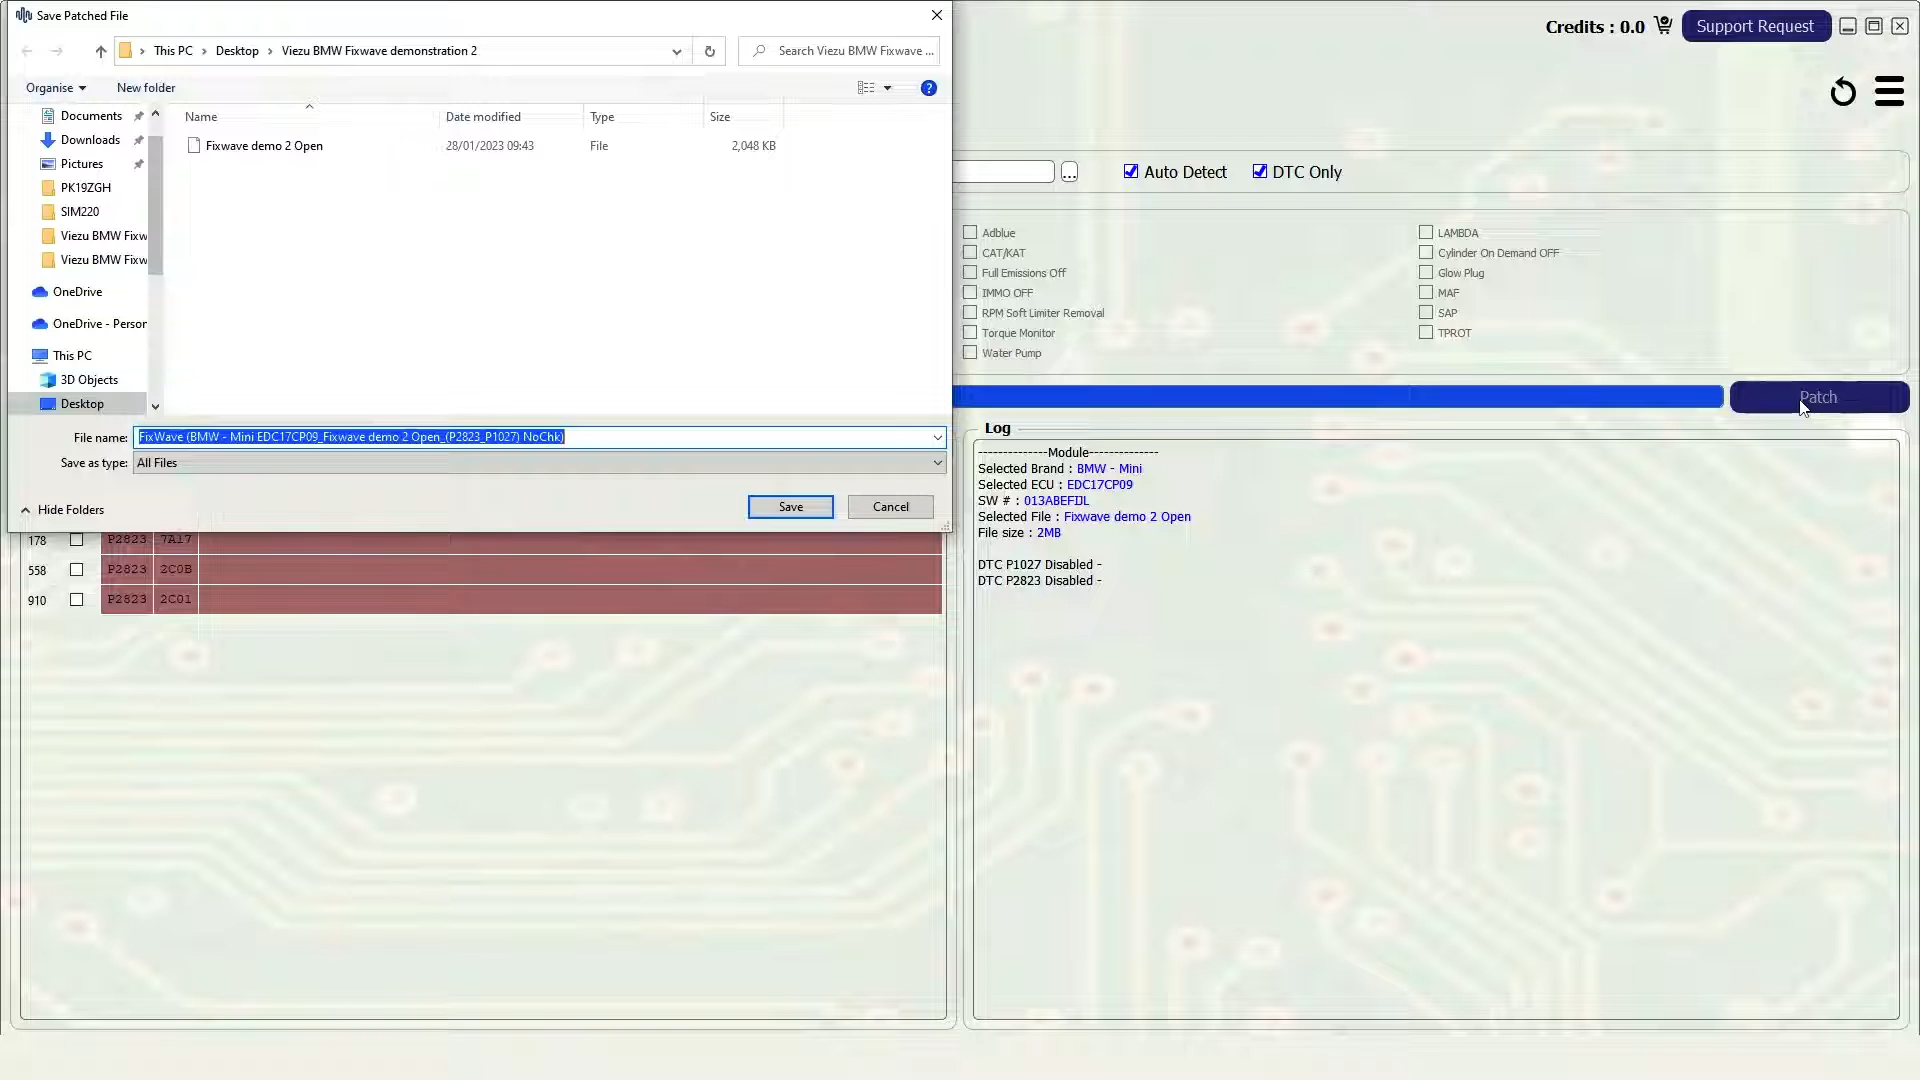 Save Patched File
This PC > Desktop > Viezu BMW Fixwave demonstration 2
Search Viezu BMW Fixwave ...
Organise
New folder
Name
Date modified
Type
Size
Fixwave demo 2 Open
28/01/2023 09:43
File
2,048 KB
Documents
Downloads
Pictures
PK19ZGH
SIM220
Viezu BMW Fixw
Viezu BMW Fixw
OneDrive
OneDrive - Person
This PC
3D Objects
Desktop
File name: FixWave (BMW - Mini EDC17CP09_Fixwave demo 2 Open_(P2823_P1027) NoChk)
Save as type: All Files
Hide Folders
Save
Cancel
178 P2823 7A17
558 P2823 2C0B
910 P2823 2C01
Credits : 0.0
Support Request
...
Auto Detect
DTC Only
Adblue
CAT/KAT
Full Emissions Off
IMMO OFF
RPM Soft Limiter Removal
Torque Monitor
Water Pump
LAMBDA
Cylinder On Demand OFF
Glow Plug
MAF
SAP
TPROT
Patch
Log
--------------Module--------------
Selected Brand : BMW - Mini
Selected ECU : EDC17CP09
SW # : 013ABEFIJL
Selected File : Fixwave demo 2 Open
File size : 2MB
DTC P1027 Disabled -
DTC P2823 Disabled -